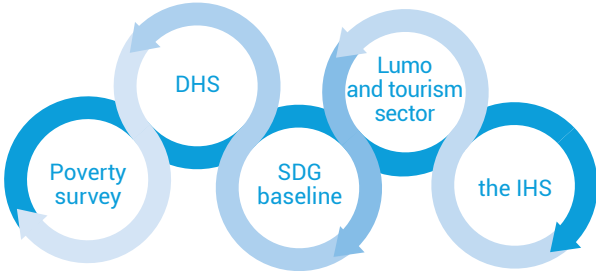 Poverty
survey
DHS
SDG
baseline
Lumo
and tourism
sector
the IHS